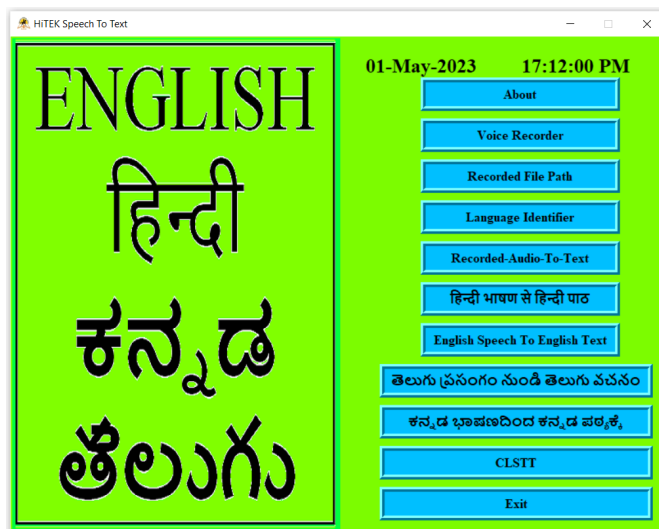 HiTEK Speech To Text
ENGLISH
हिन्दी
ಕನ್ನಡ
తెలుగు
01-May-2023 17:12:00 PM
About
Voice Recorder
Recorded File Path
Language Identifier
Recorded-Audio-To-Text
हिन्दी भाषण से हिन्दी पाठ
English Speech To English Text
తెలుగు ప్రసంగం నుండి తెలుగు వచనం
ಕನ್ನಡ ಭಾಷಣದಿಂದ ಕನ್ನಡ ಪಠ್ಯಕ್ಕೆ
CLSTT
Exit